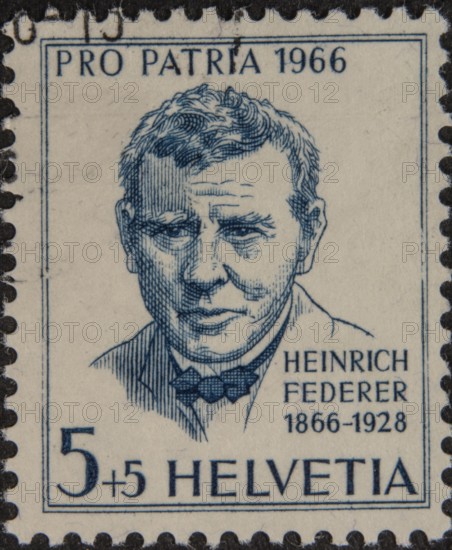 PRO PATRIA 1966
HEINRICH
FEDERER
1866-1928
5+5 HELVETIA